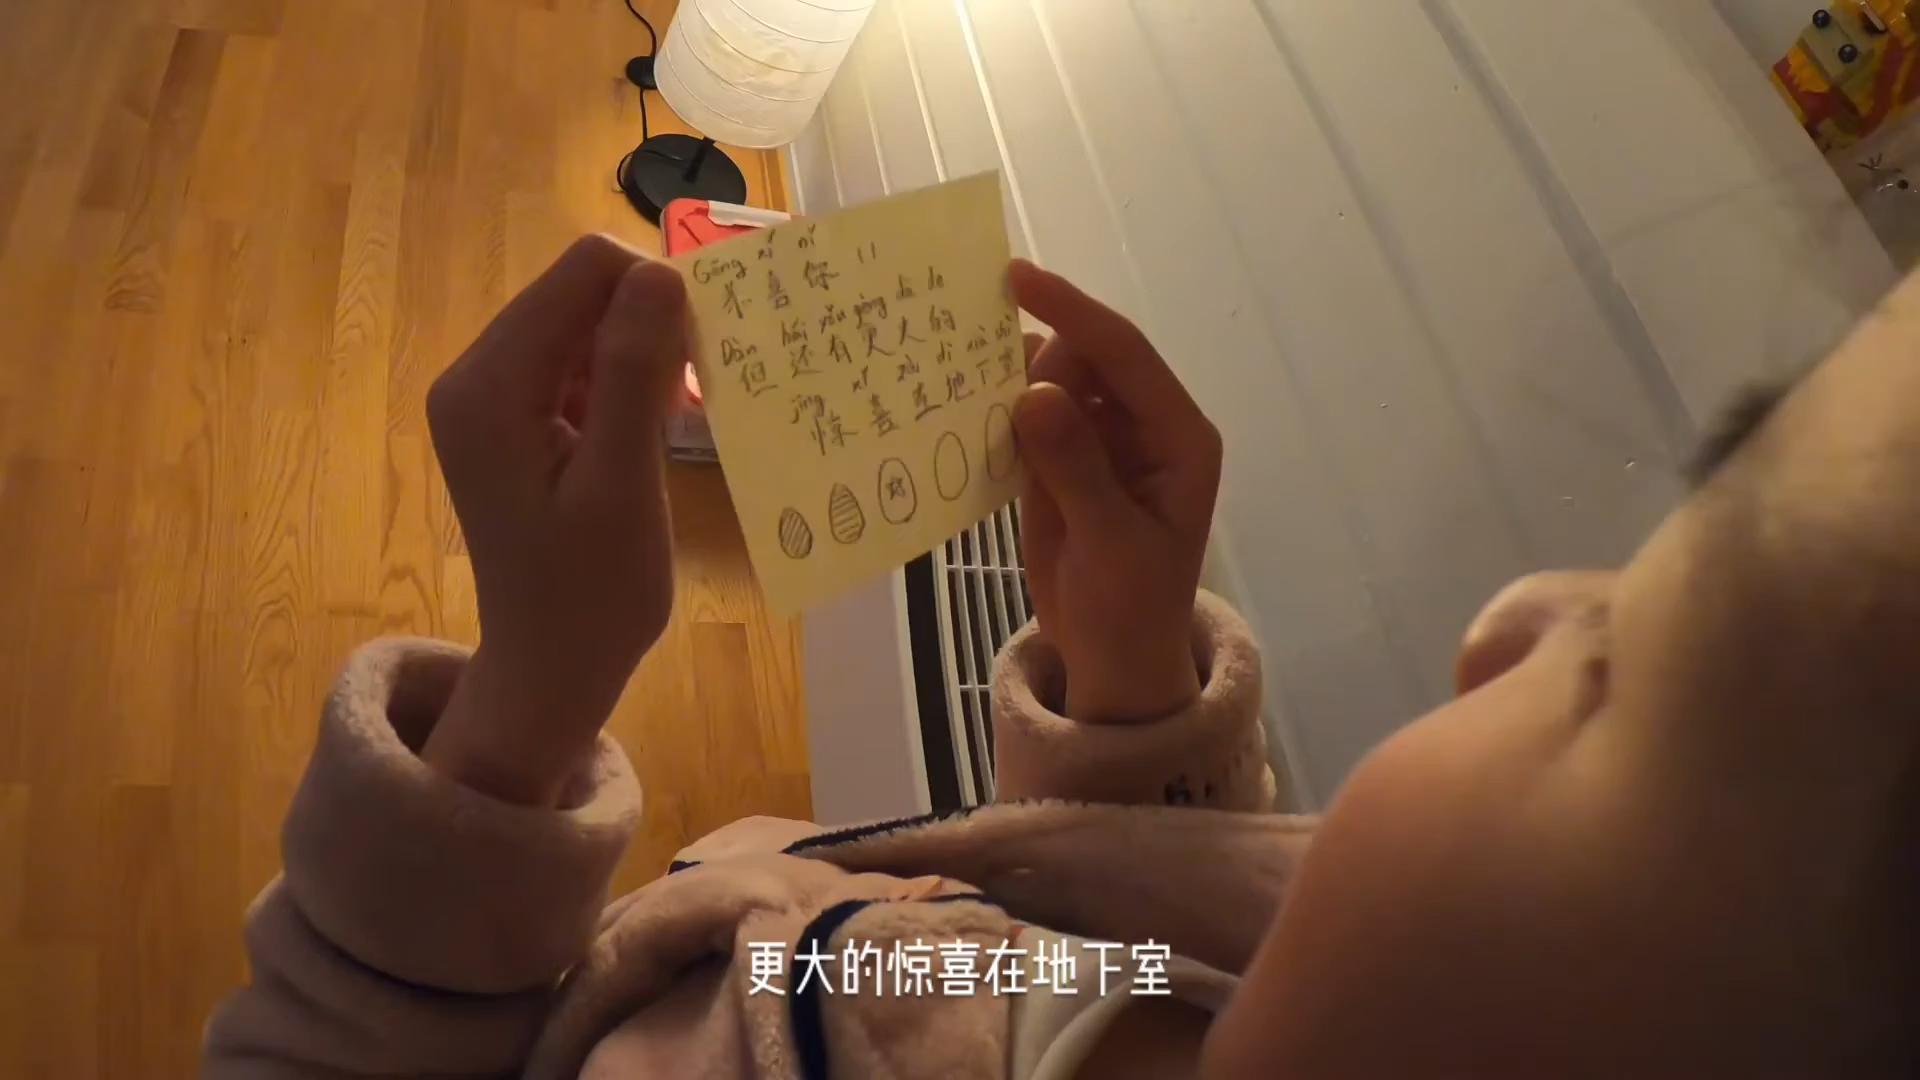 Gōng xǐ nǐ
恭喜你!!
Dàn hái yǒu gèng dà de
但还有更大的
jīng xǐ zài dì xià shì
惊喜在地下室
更大的惊喜在地下室